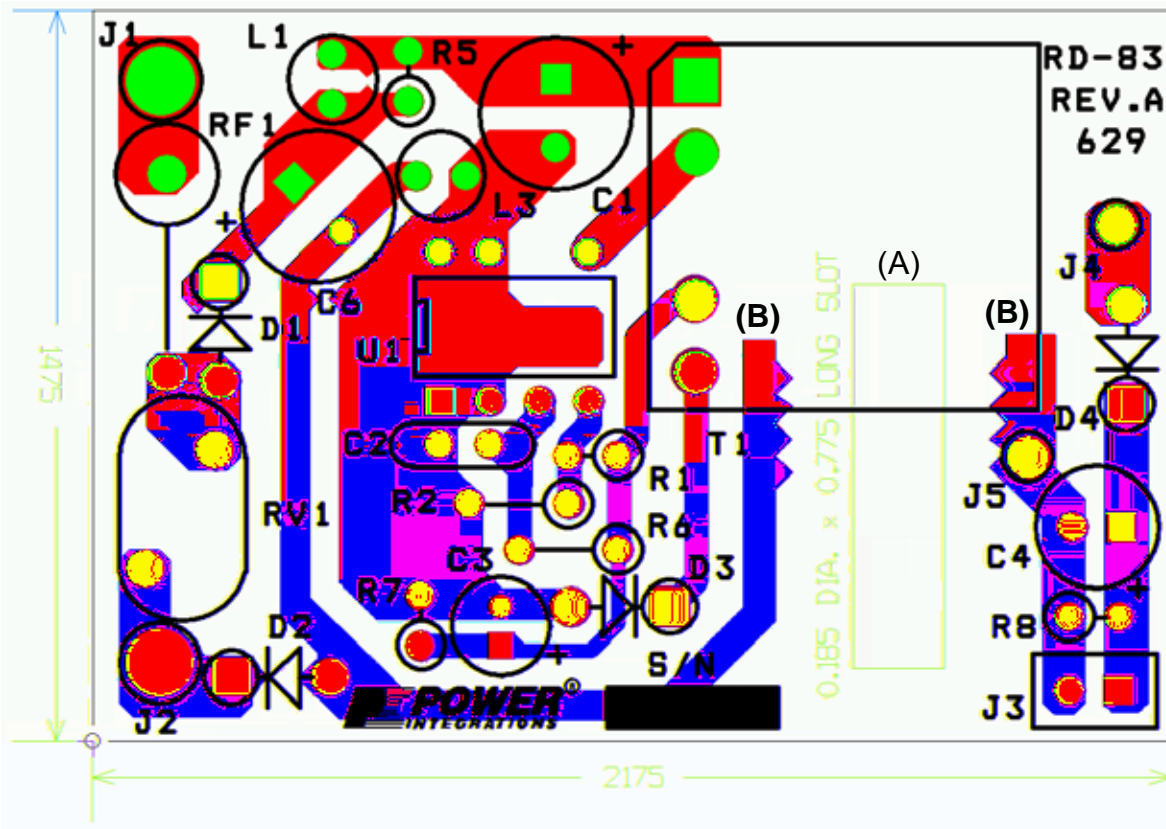 J1
L1
R5
+
RD-83
REV.A
629
RF1
+
L3
C1
C6
D1
U1
J4
(A)
(B)
(B)
0.185 DIA. x 0.775 LONG SLOT
1475
C2
T1
D4
R1
R2
J5
RV1
R6
C3
D3
C4
+
R7
R8
D2
+
S/N
POWER®
INTEGRATIONS
J2
J3
2175